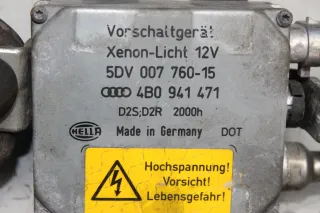 Vorschaltgerät
Xenon-Licht 12V
5DV 007 760-15
4B0 941 471
D2S;D2R 2000h
HELLA Made in Germany DOT
Hochspannung!
Vorsicht!
Lebensgefahr!